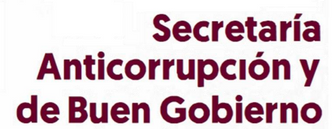 Secretaría
Anticorrupción y
de Buen Gobierno